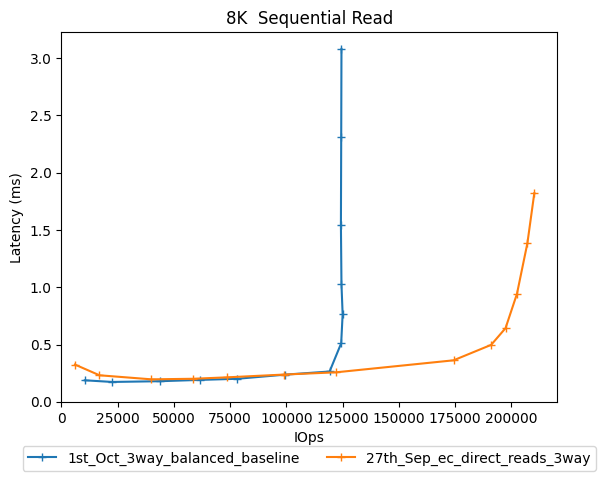 8K  Sequential Read
Latency (ms)
3.0
2.5
2.0
1.5
1.0
0.5
0.0
0 25000 50000 75000 100000 125000 150000 175000 200000
IOps
1st_Oct_3way_balanced_baseline 27th_Sep_ec_direct_reads_3way